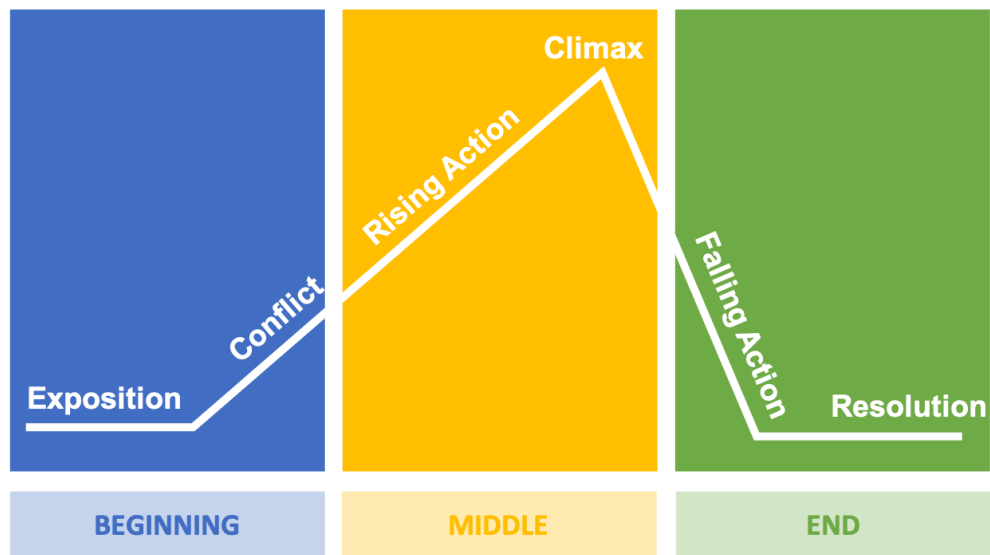 Climax
Rising Action
Conflict
Falling Action
Exposition
Resolution
BEGINNING
MIDDLE
END